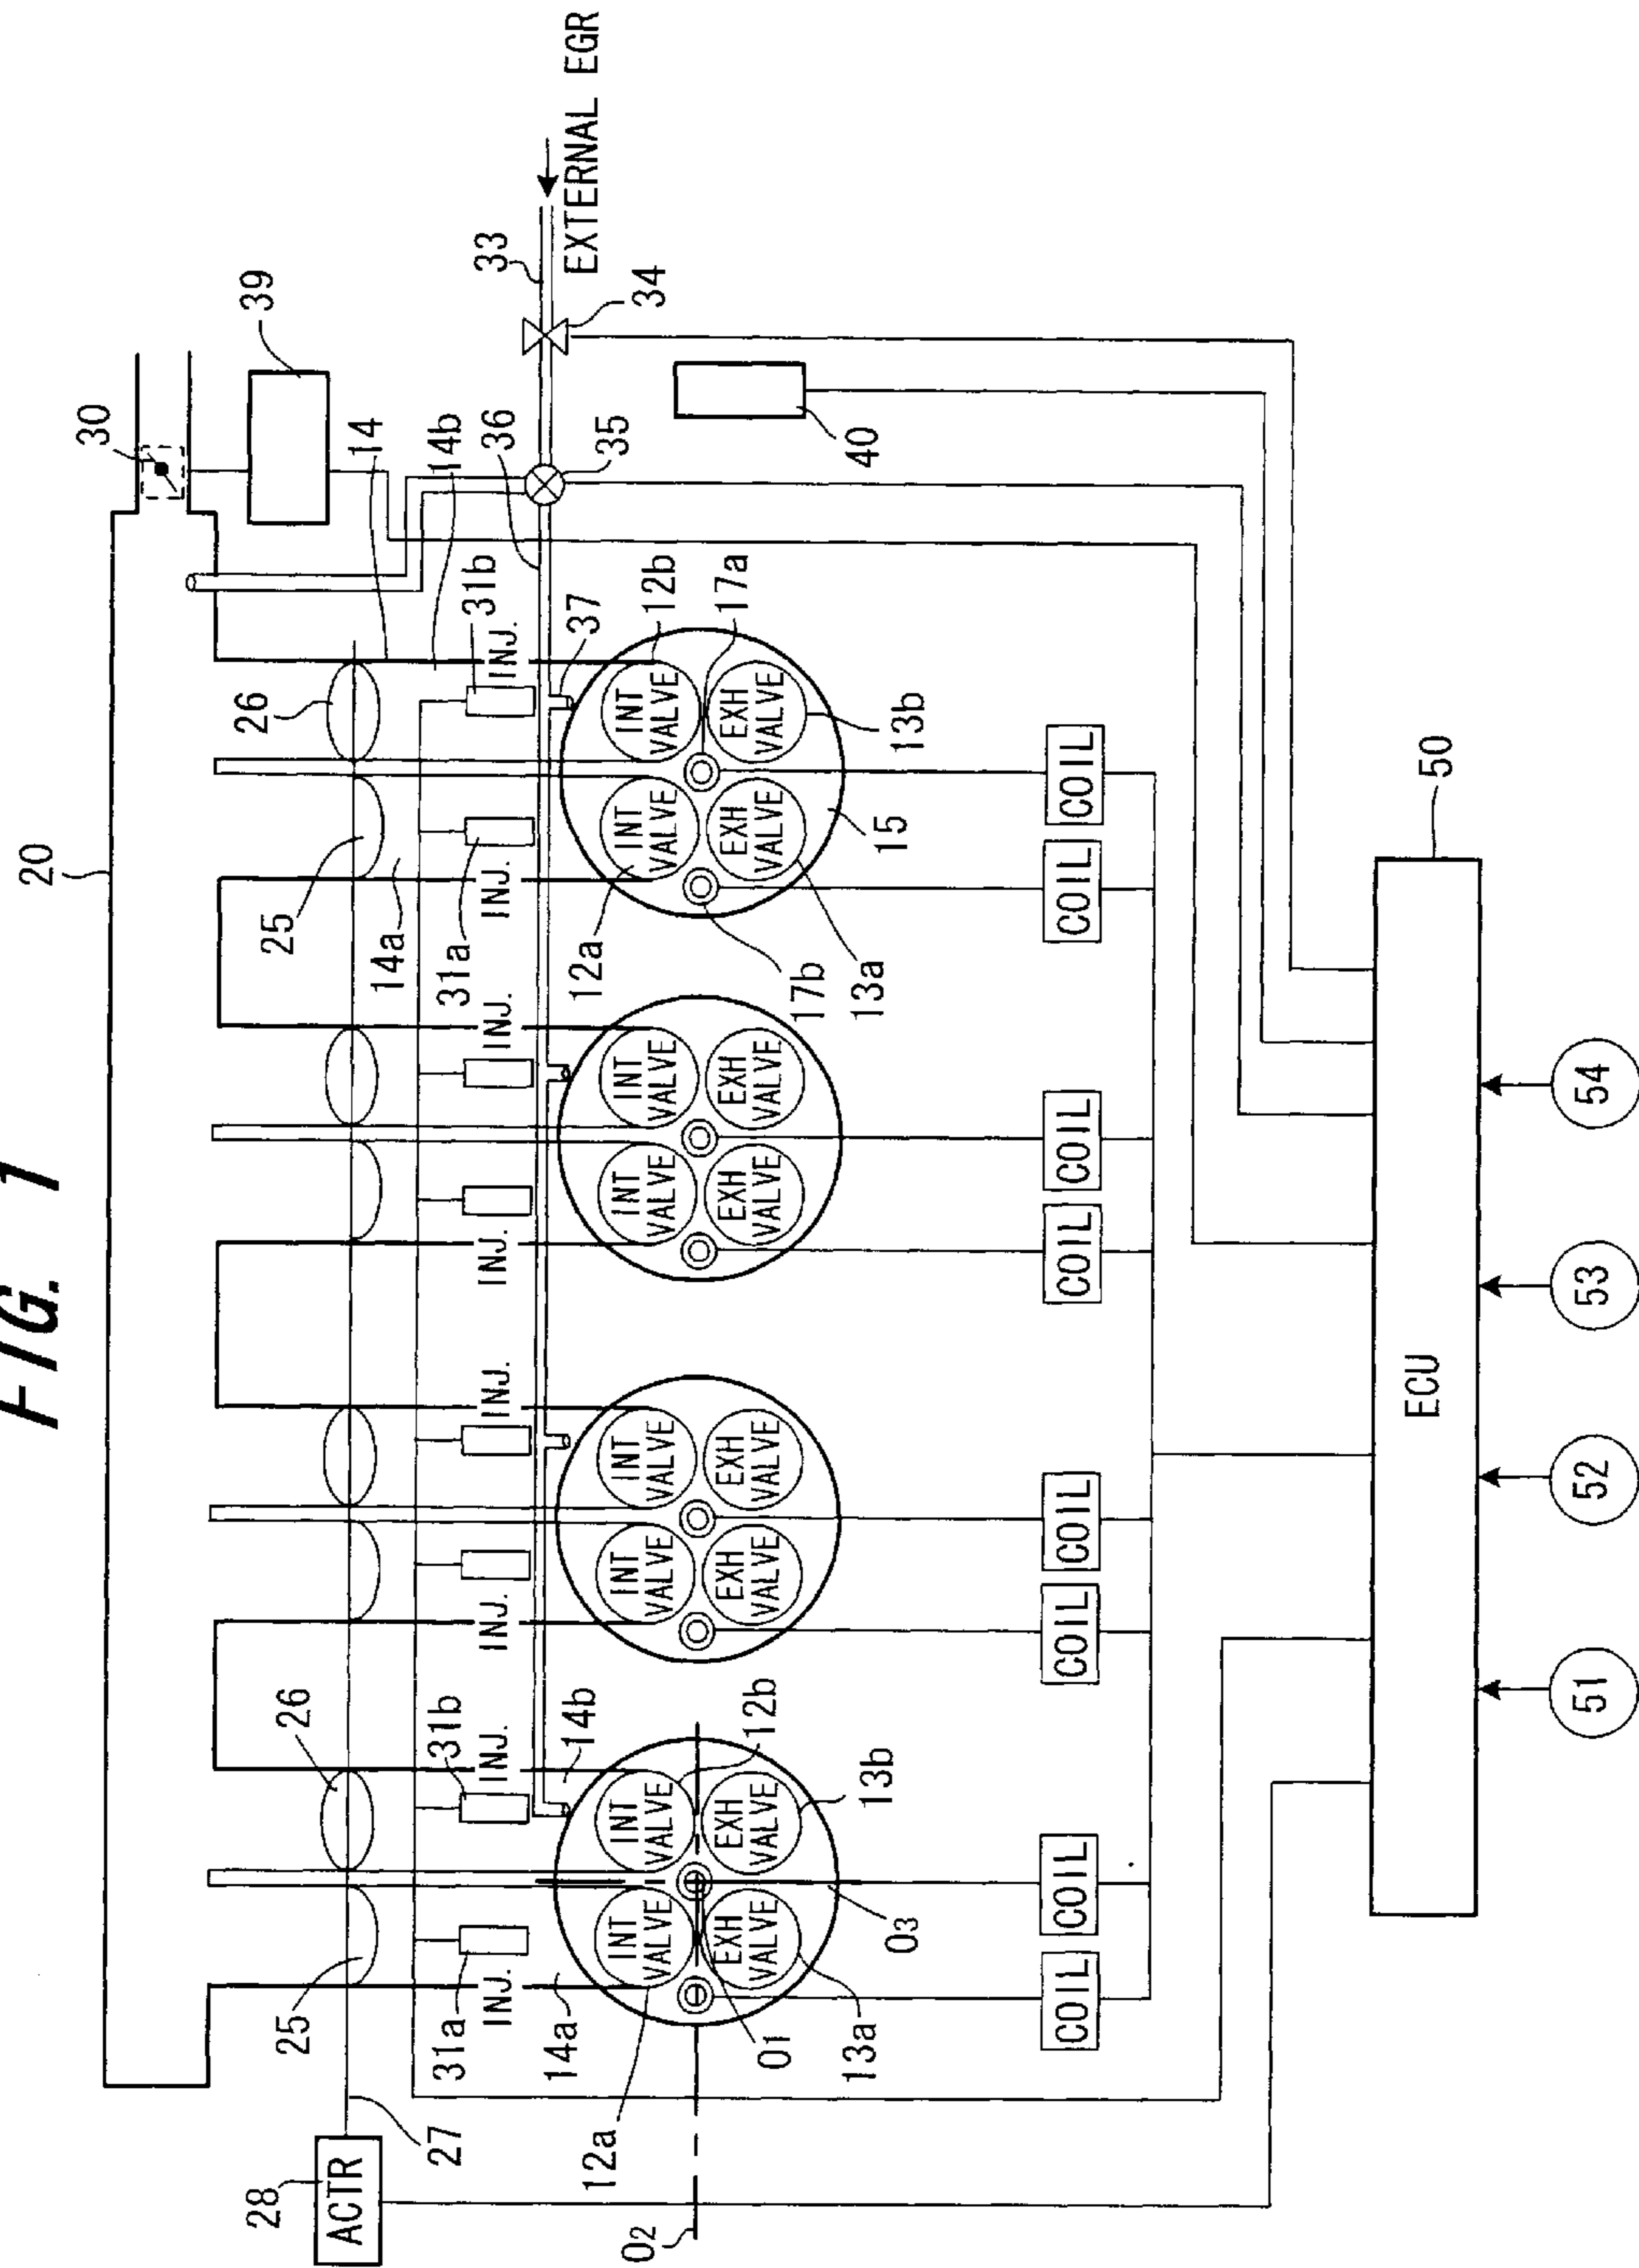 FIG. 1
20
30
39
14
14b
36
33
EXTERNAL EGR
34
35
40
26
25
14a
31a
INJ.
31b
INJ.
37
12b
17a
12a
INT VALVE
INT VALVE
EXH VALVE
EXH VALVE
13b
15
13a
17b
INJ.
INJ.
INT VALVE
INT VALVE
EXH VALVE
EXH VALVE
INJ.
INJ.
INT VALVE
INT VALVE
EXH VALVE
EXH VALVE
26
25
31b
INJ.
14b
12b
31a
INJ.
14a
12a
INT VALVE
INT VALVE
EXH VALVE
EXH VALVE
13b
O3
O1
13a
O2
27
28
ACTR
COIL
COIL
COIL
COIL
COIL
COIL
COIL
COIL
50
ECU
51
52
53
54